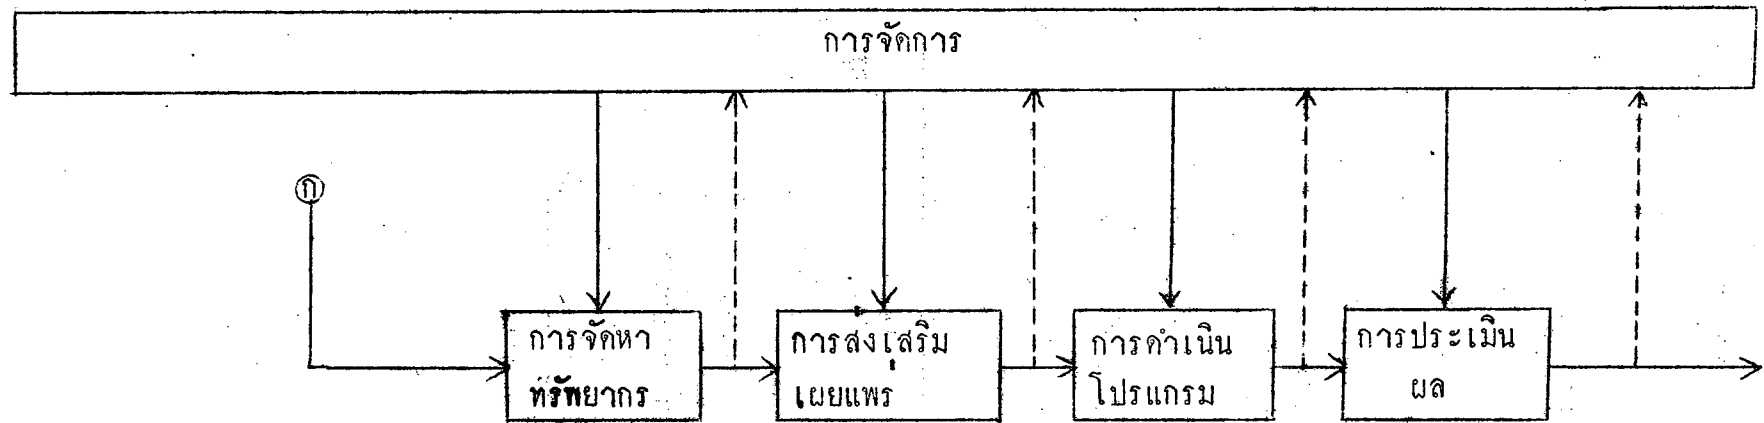 การจัดการ
ก
การจัดหา
ทรัพยากร
การสงเสริม
เผยแพร
การดำเนิน
โปรแกรม
การประเมิน
ผล